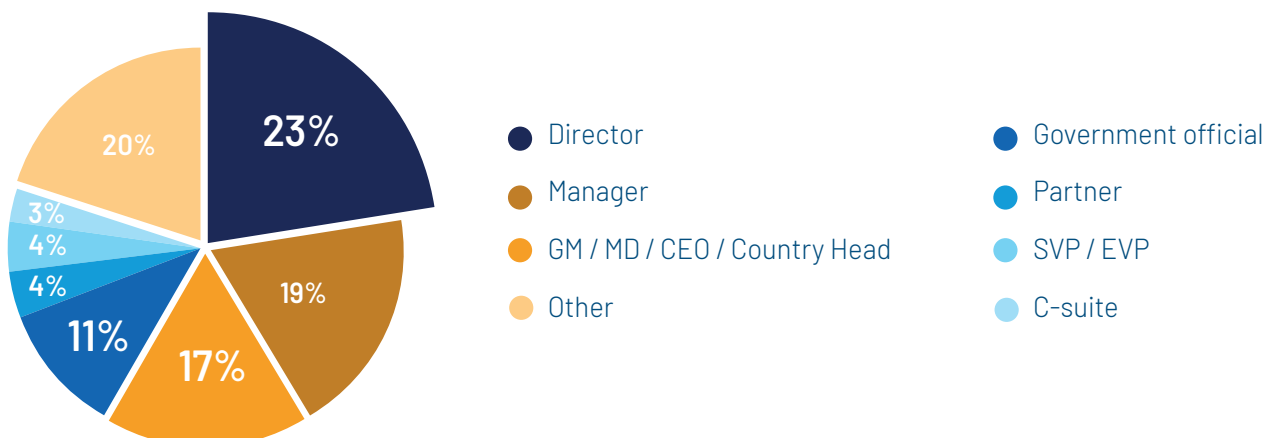 23%
20%
19%
17%
11%
4%
4%
3%
Director
Manager
GM / MD / CEO / Country Head
Other
Government official
Partner
SVP / EVP
C-suite